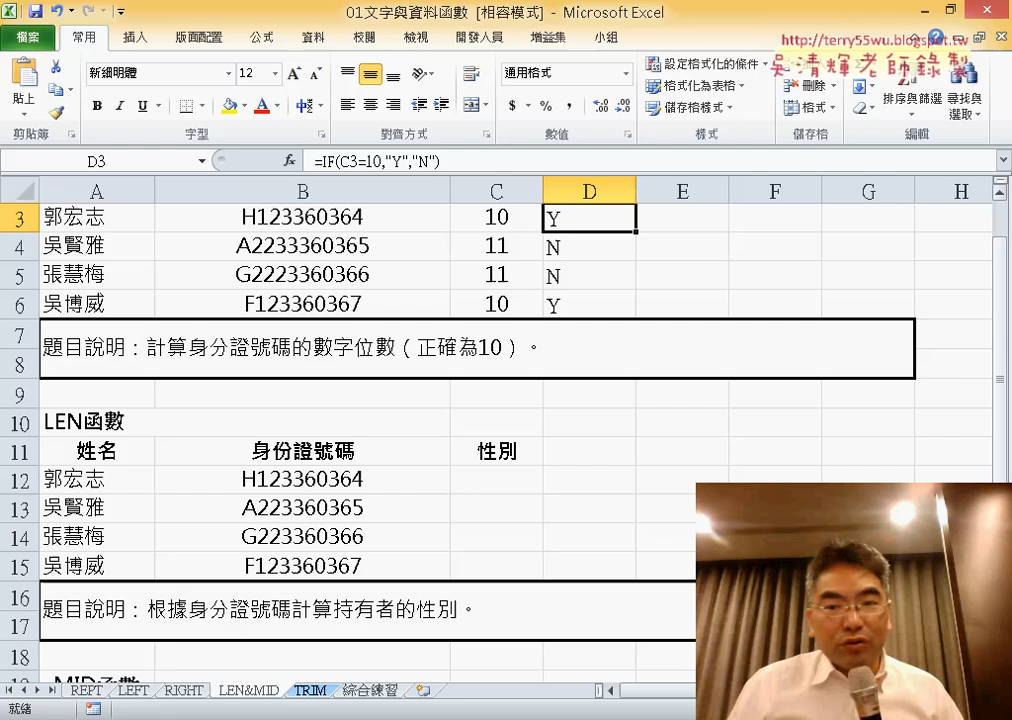 01文字與資料函數 [相容模式] - Microsoft Excel
檔案 常用 插入 版面配置 公式 資料 校閱 檢視 開發人員 增益集 小組
http://terry55wu.blogspot.tw
吳清輝老師錄製
貼上 新細明體 12 通用格式 設定格式化的條件
格式化為表格 刪除 排序與篩選 尋找與選取
B I U $ % , 儲存格樣式 格式
剪貼簿 字型 對齊方式 數值 樣式 儲存格 編輯
D3 fx =IF(C3=10,"Y","N")
A B C D E F G H
3 郭宏志 H123360364 10 Y
4 吳賢雅 A2233360365 11 N
5 張慧梅 G2223360366 11 N
6 吳博威 F123360367 10 Y
7 題目說明：計算身分證號碼的數字位數（正確為10）。
8
9
10 LEN函數
11 姓名 身份證號碼 性別
12 郭宏志 H123360364
13 吳賢雅 A223360365
14 張慧梅 G223360366
15 吳博威 F123360367
16 題目說明：根據身分證號碼計算持有者的性別。
17
18
MID函數
REPT LEFT RIGHT LEN&MID TRIM 綜合練習
就緒